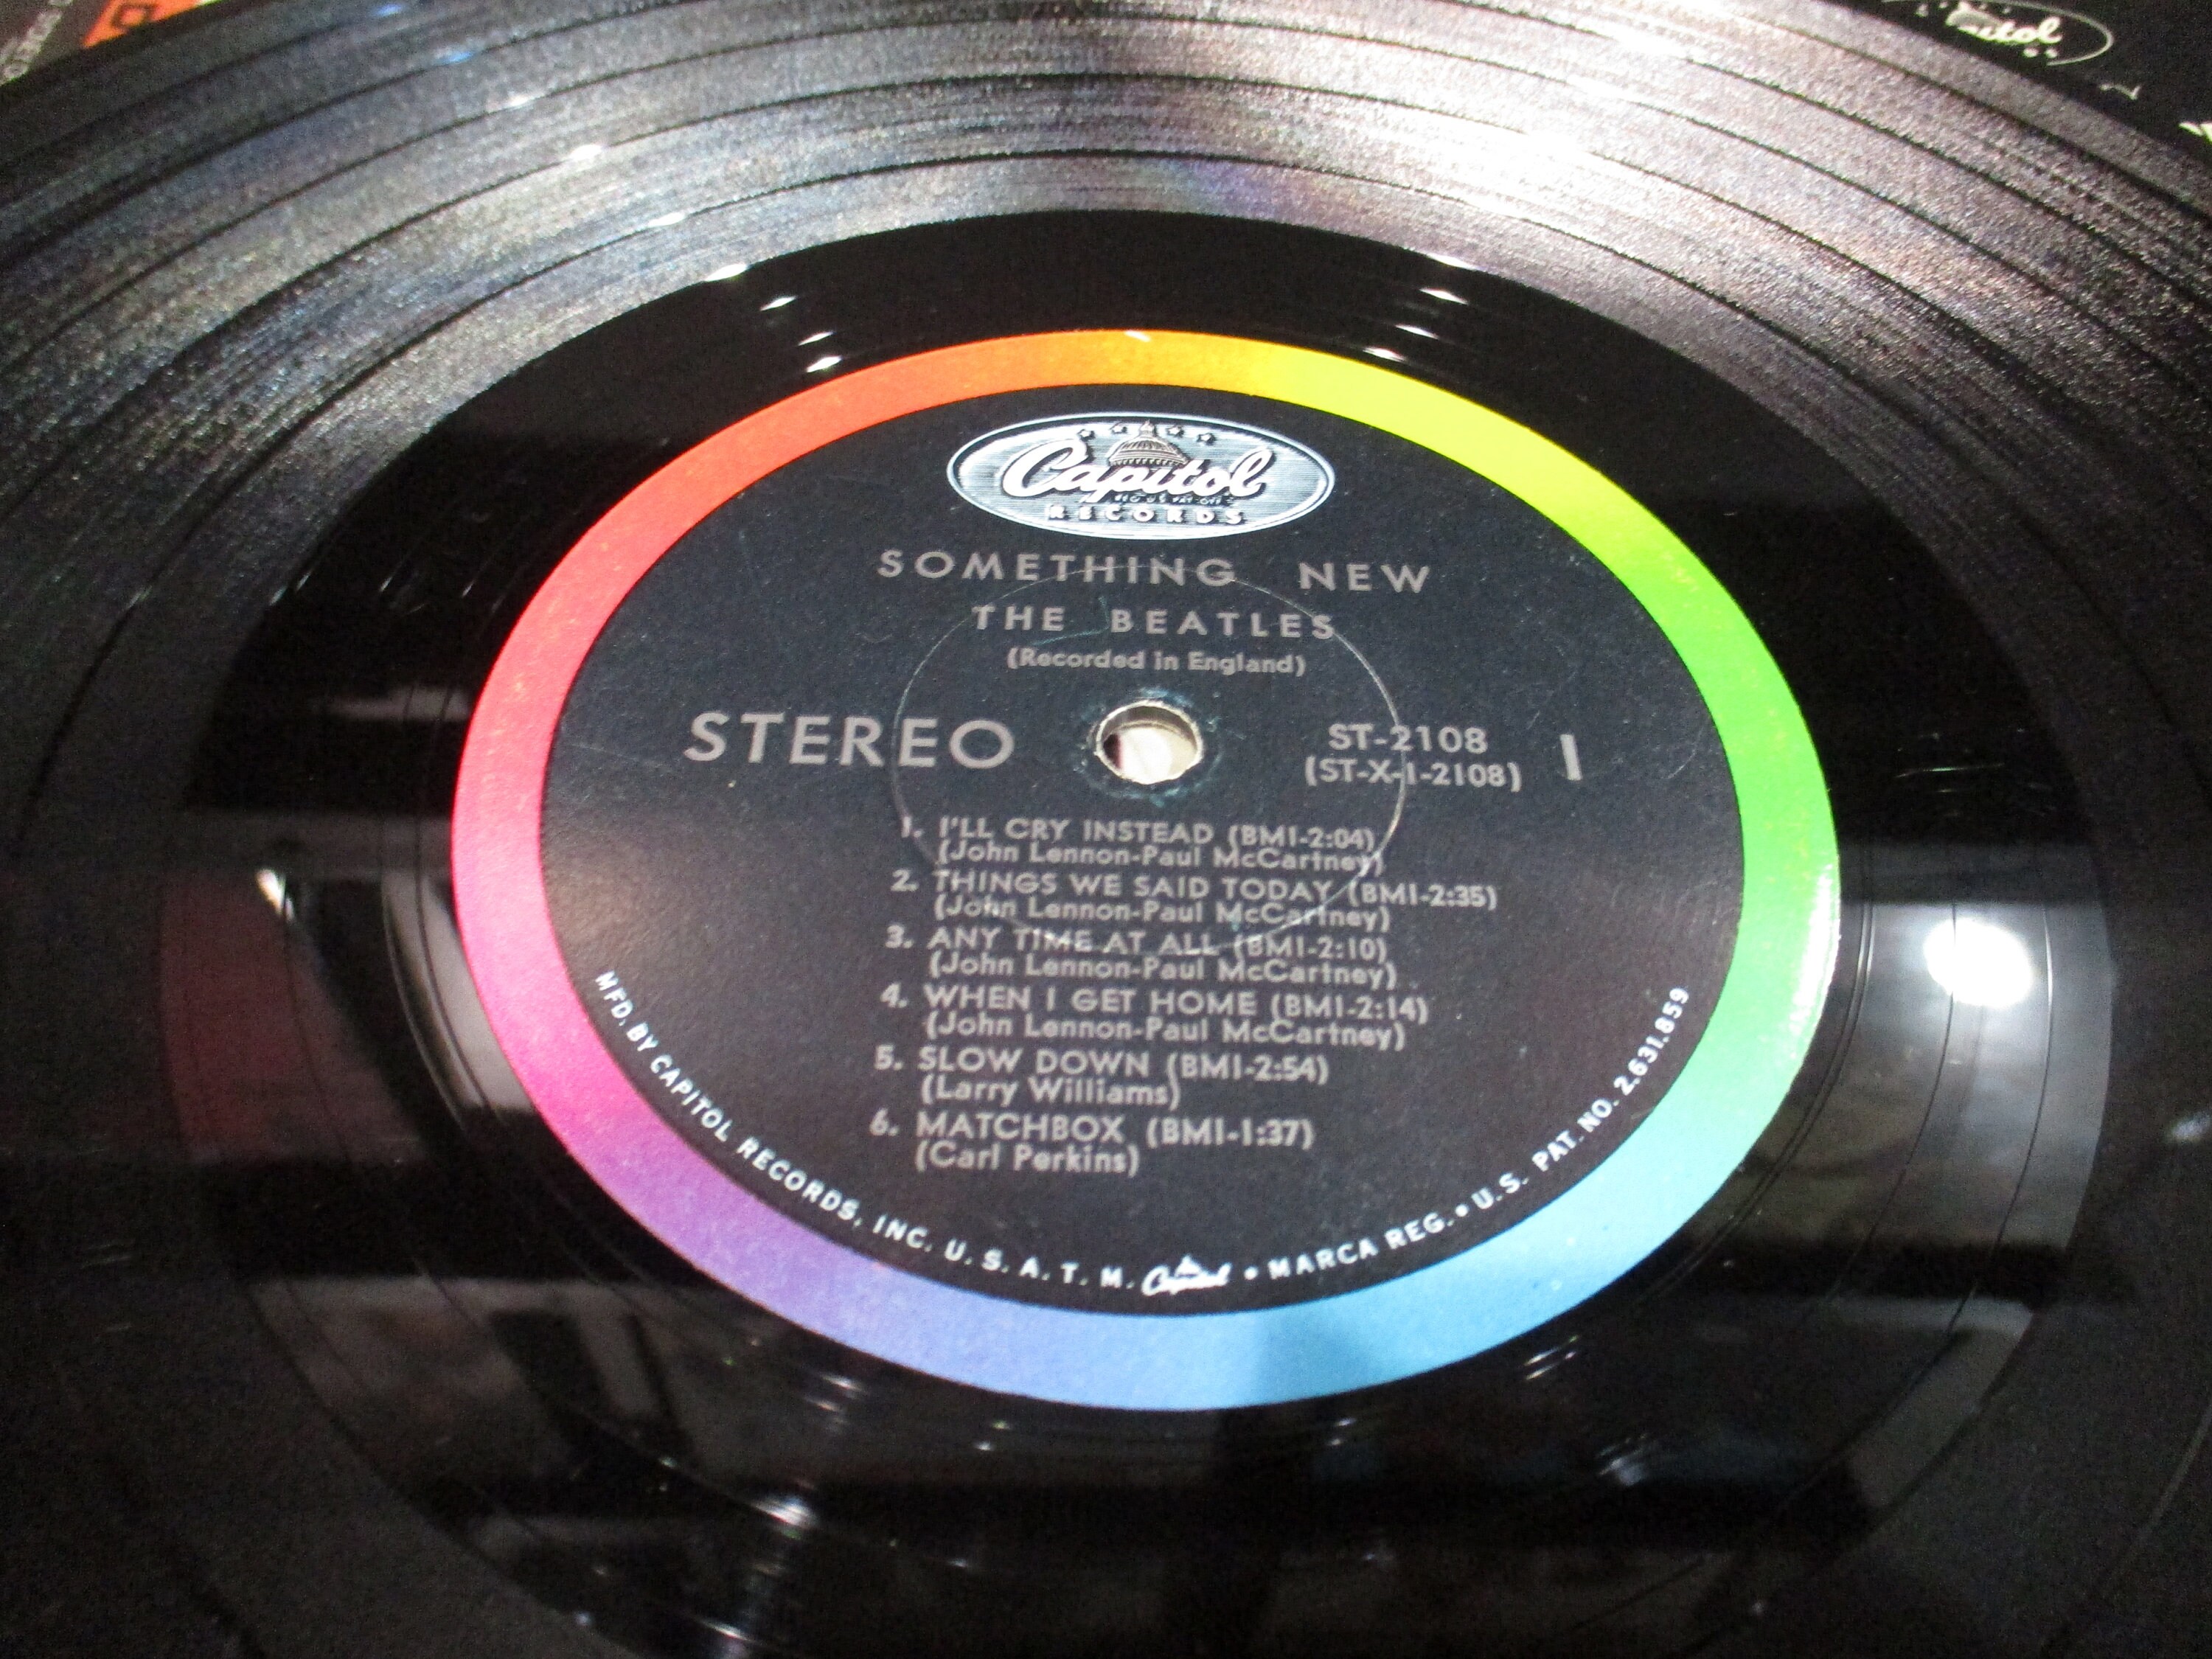 Capitol
Capitol
RECORDS
SOMETHING NEW
THE BEATLES
(Recorded in England)
STEREO
ST-2108
(ST-X-1-2108)
1
1. I'LL CRY INSTEAD (BMI-2:04)
(John Lennon-Paul McCartney)
2. THINGS WE SAID TODAY (BMI-2:35)
(John Lennon-Paul McCartney)
3. ANY TIME AT ALL (BMI-2:10)
(John Lennon-Paul McCartney)
4. WHEN I GET HOME (BMI-2:14)
(John Lennon-Paul McCartney)
5. SLOW DOWN (BMI-2:54)
(Larry Williams)
6. MATCHBOX (BMI-1:37)
(Carl Perkins)
MFD. BY CAPITOL RECORDS, INC. U. S. A. T. M. Capitol • MARCA REG. • U.S. PAT. NO. 2,631,859